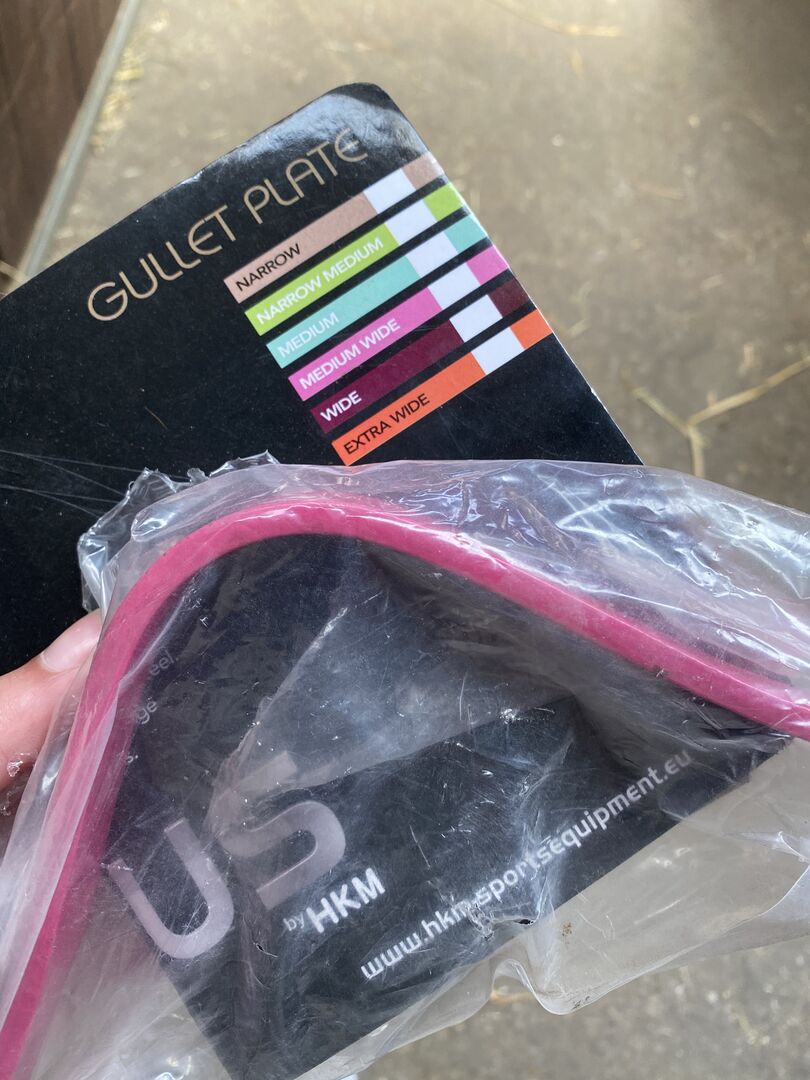 GULLET PLATE
NARROW
NARROW MEDIUM
MEDIUM
MEDIUM WIDE
WIDE
EXTRA WIDE
US
by HKM
www.hkm-sportsequipment.eu